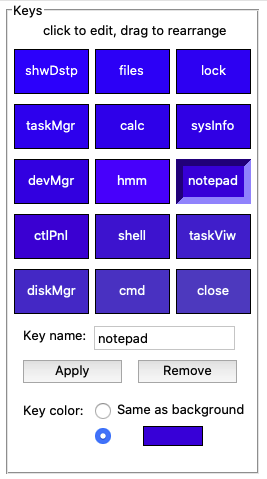 Keys
click to edit, drag to rearrange
shwDstp files lock
taskMgr calc sysInfo
devMgr hmm notepad
ctlPnl shell taskViw
diskMgr cmd close
Key name: notepad
Apply Remove
Key color: Same as background